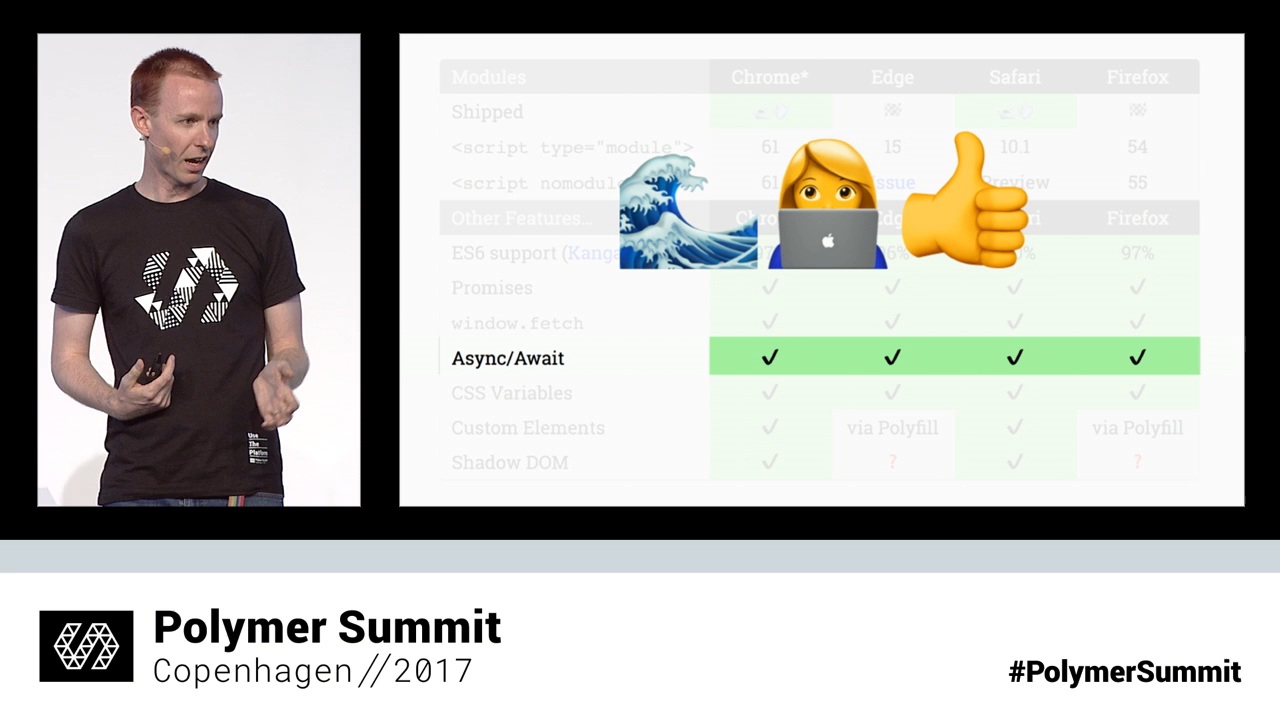 Modules Chrome* Edge Safari Firefox
Shipped
<script type="module"> 61 15 10.1 54
<script 61 Issue Preview 55
Other Features... Firefox
ES6 support ( 97%
Promises ✓ ✓ ✓ ✓
window.fetch ✓ ✓ ✓ ✓
Async/Await ✓ ✓ ✓ ✓
CSS Variables ✓ ✓ ✓ ✓
Custom Elements ✓ via Polyfill ✓ via Polyfill
Shadow DOM ✓ ? ✓ ?
Use
The
Platform
Polymer Summit
Copenhagen//2017
#PolymerSummit